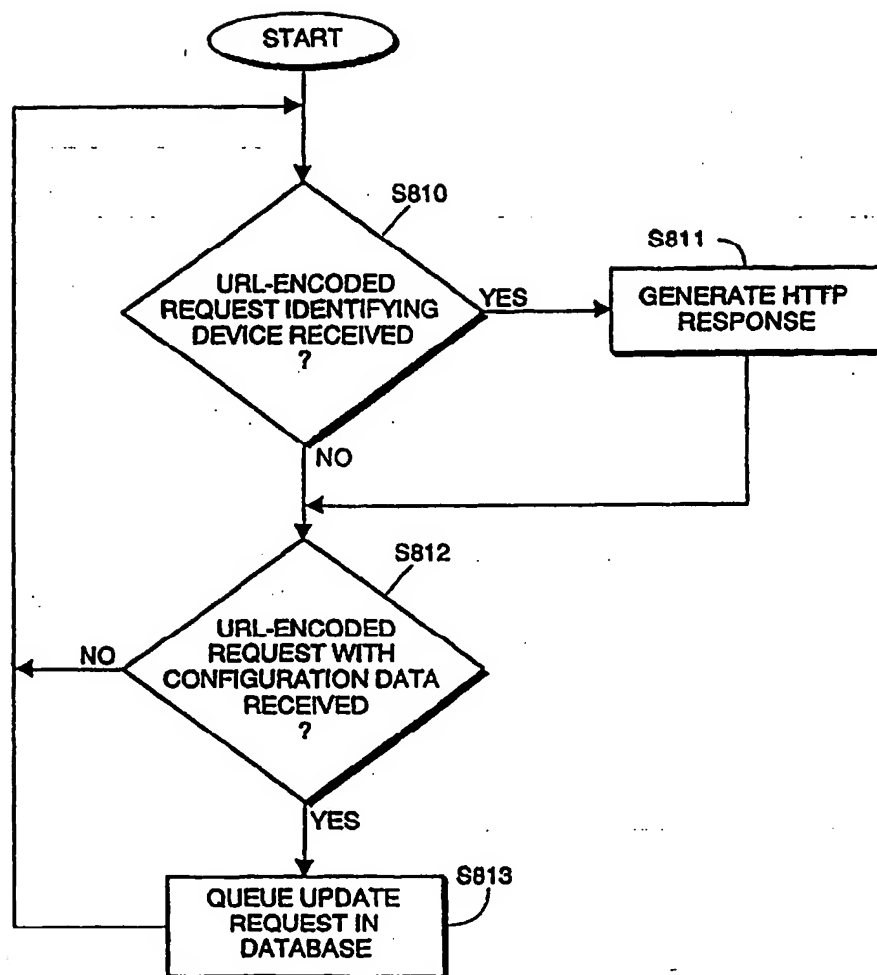 START
S810
URL-ENCODED
REQUEST IDENTIFYING
DEVICE RECEIVED
?
YES
S811
GENERATE HTTP
RESPONSE
NO
S812
URL-ENCODED
REQUEST WITH
CONFIGURATION DATA
RECEIVED
?
NO
YES
S813
QUEUE UPDATE
REQUEST IN
DATABASE